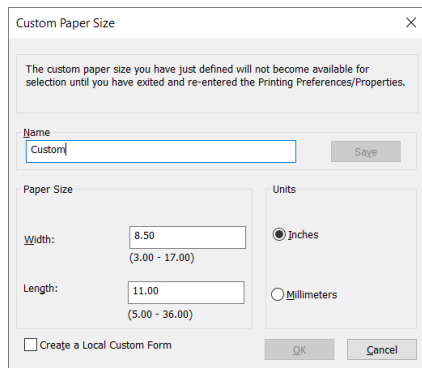 Custom Paper Size
The custom paper size you have just defined will not become available for
selection until you have exited and re-entered the Printing Preferences/Properties.
Name
Custom
Save
Paper Size
Units
Width:
8.50
(3.00 - 17.00)
Inches
Length:
11.00
(5.00 - 36.00)
Millimeters
Create a Local Custom Form
OK
Cancel